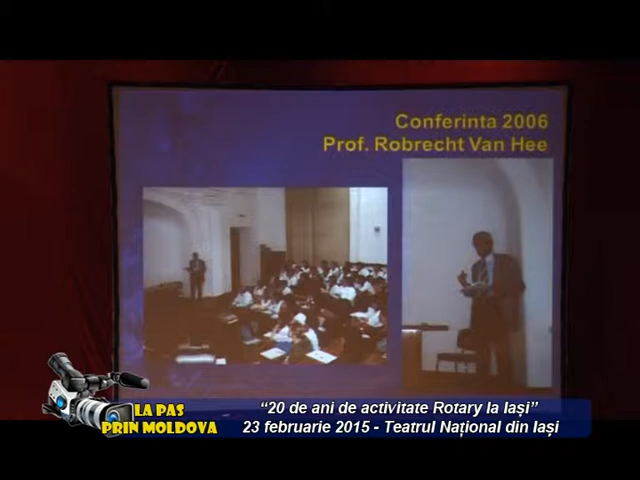 Conferinta 2006
Prof. Robrecht Van Hee
LA PAS
PRIN MOLDOVA
“20 de ani de activitate Rotary la Iași”
23 februarie 2015 - Teatrul Național din Iași